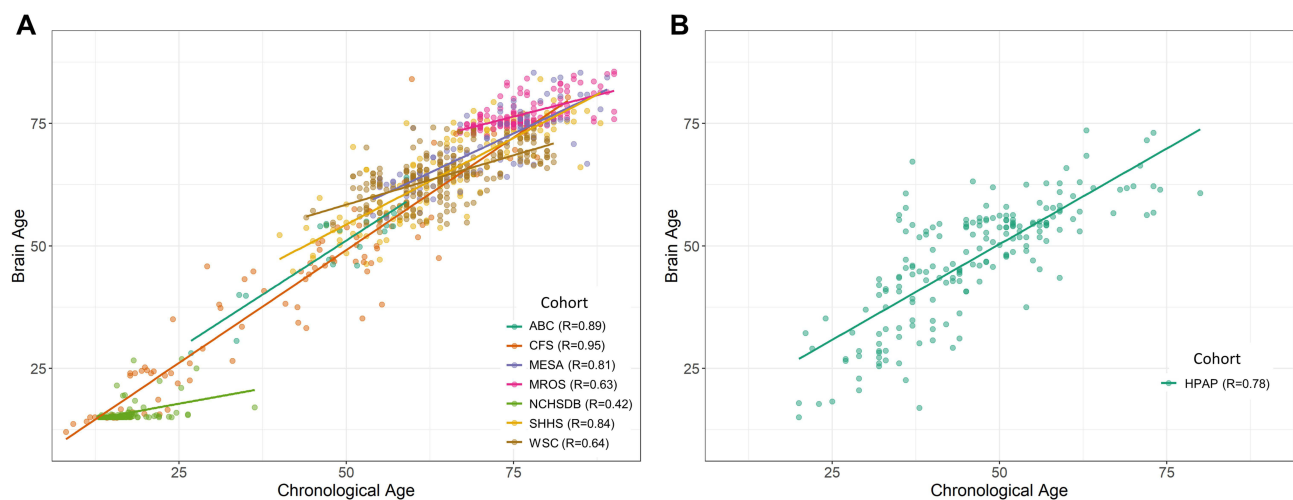 A
B
Brain Age
75
50
25
25
50
75
Chronological Age
Cohort
ABC (R=0.89)
CFS (R=0.95)
MESA (R=0.81)
MROS (R=0.63)
NCHSDB (R=0.42)
SHHS (R=0.84)
WSC (R=0.64)
Brain Age
75
50
25
25
50
75
Chronological Age
Cohort
HPAP (R=0.78)